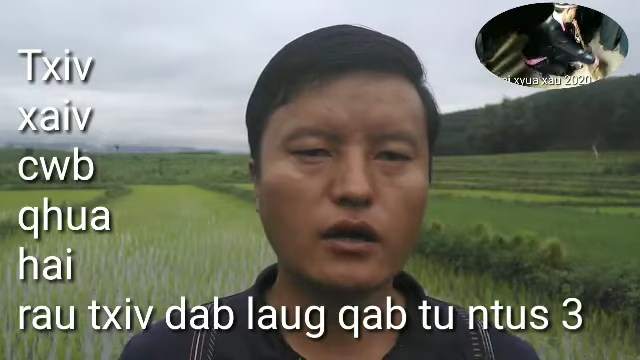 Txiv
xaiv
cwb
qhua
hai
rau txiv dab laug qab tu ntus 3
xyua xau 2020